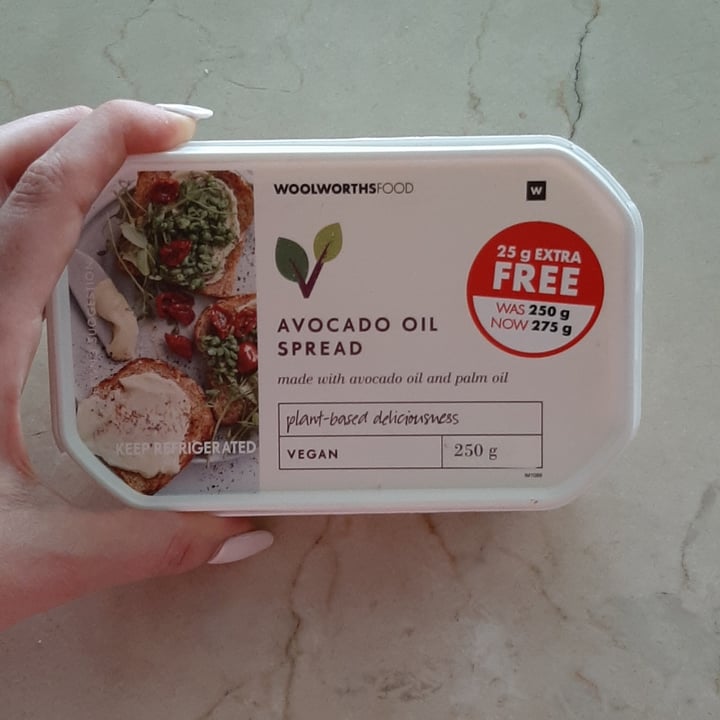 WOOLWORTHSFOOD
W
25 g EXTRA
FREE
WAS 250 g
NOW 275 g
AVOCADO OIL
SPREAD
made with avocado oil and palm oil
plant-based deliciousness
VEGAN
250 g
KEEP REFRIGERATED
SUGGESTION